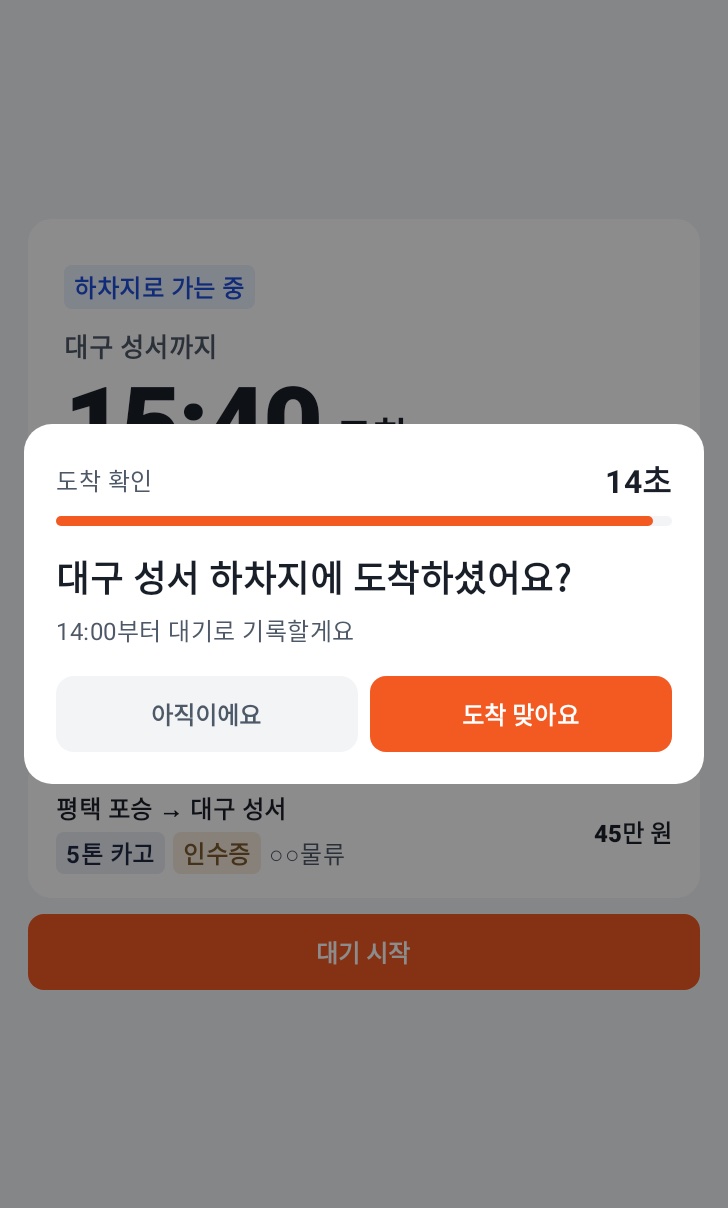 하차지로 가는 중
대구 성서까지
15:40 도착
도착 확인
14초
대구 성서 하차지에 도착하셨어요?
14:00부터 대기로 기록할게요
아직이에요
도착 맞아요
평택 포승 → 대구 성서
45만 원
5톤 카고
인수증
○○물류
대기 시작